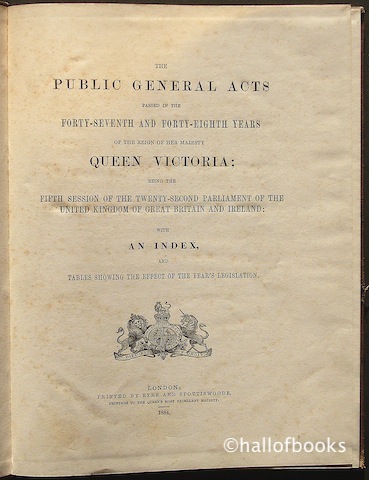 THE
PUBLIC GENERAL ACTS
PASSED IN THE
FORTY-SEVENTH AND FORTY-EIGHTH YEARS
OF THE REIGN OF HER MAJESTY
QUEEN VICTORIA;
BEING THE
FIFTH SESSION OF THE TWENTY-SECOND PARLIAMENT OF THE
UNITED KINGDOM OF GREAT BRITAIN AND IRELAND:
WITH
AN INDEX,
AND
TABLES SHOWING THE EFFECT OF THE YEAR'S LEGISLATION.
LONDON:
PRINTED BY EYRE AND SPOTTISWOODE,
PRINTERS TO THE QUEEN'S MOST EXCELLENT MAJESTY.
1884.
©hallofbooks